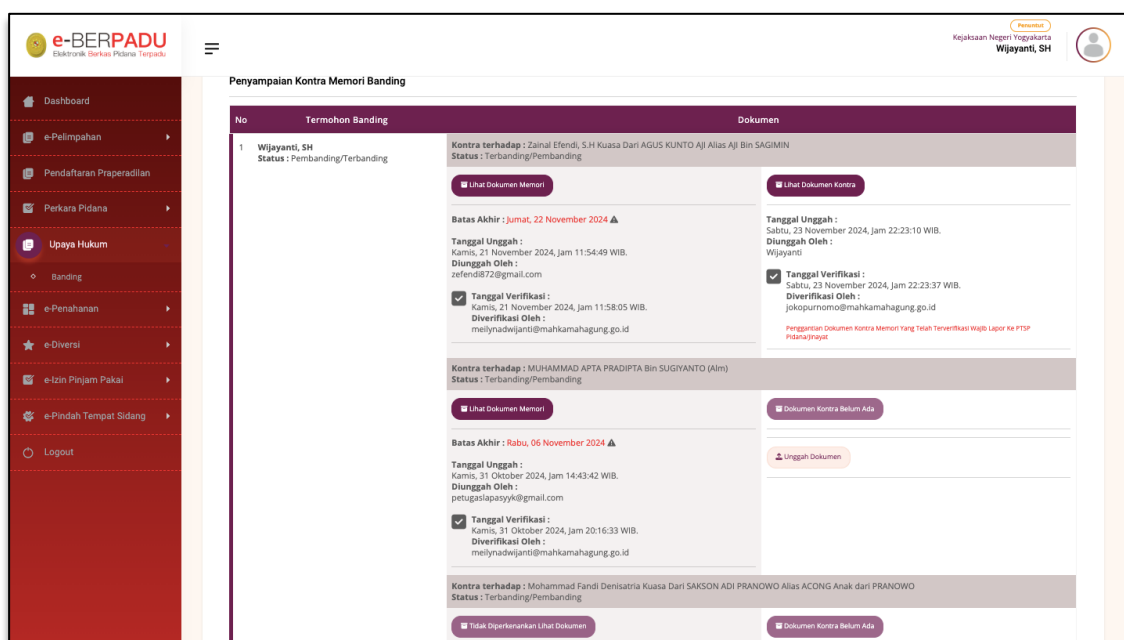 e-BERPADU
Elektronik Berkas Pidana Terpadu
Penuntut
Kejaksaan Negeri Yogyakarta
Wijayanti, SH
Dashboard
e-Pelimpahan
Pendaftaran Praperadilan
Perkara Pidana
Upaya Hukum
Banding
e-Penahanan
e-Diversi
e-Izin Pinjam Pakai
e-Pindah Tempat Sidang
Logout
Penyampaian Kontra Memori Banding
No Termohon Banding Dokumen
1 Wijayanti, SH
Status : Pembanding/Terbanding
Kontra terhadap : Zainal Efendi, S.H Kuasa Dari AGUS KUNTO AJI Alias AJI Bin SAGIMIN
Status : Terbanding/Pembanding
Lihat Dokumen Memori
Batas Akhir : Jumat, 22 November 2024
Tanggal Unggah :
Kamis, 21 November 2024, Jam 11:54:49 WIB.
Diunggah Oleh :
zefendi872@gmail.com
Tanggal Verifikasi :
Kamis, 21 November 2024, Jam 11:58:05 WIB.
Diverifikasi Oleh :
meilynadwijanti@mahkamahagung.go.id
Lihat Dokumen Kontra
Tanggal Unggah :
Sabtu, 23 November 2024, Jam 22:23:10 WIB.
Diunggah Oleh :
Wijayanti
Tanggal Verifikasi :
Sabtu, 23 November 2024, Jam 22:23:37 WIB.
Diverifikasi Oleh :
jokopurnomo@mahkamahagung.go.id
Penggantian Dokumen Kontra Memori Yang Telah Terverifikasi Wajib Lapor Ke PTSP
Pidana/Jinayat
Kontra terhadap : MUHAMMAD APTA PRADIPTA Bin SUGIYANTO (Alm)
Status : Terbanding/Pembanding
Lihat Dokumen Memori
Batas Akhir : Rabu, 06 November 2024
Tanggal Unggah :
Kamis, 31 Oktober 2024, Jam 14:43:42 WIB.
Diunggah Oleh :
petugaslapasyyk@gmail.com
Tanggal Verifikasi :
Kamis, 31 Oktober 2024, Jam 20:16:33 WIB.
Diverifikasi Oleh :
meilynadwijanti@mahkamahagung.go.id
Dokumen Kontra Belum Ada
Unggah Dokumen
Kontra terhadap : Mohammad Fandi Denisatria Kuasa Dari SAKSON ADI PRANOWO Alias ACONG Anak dari PRANOWO
Status : Terbanding/Pembanding
Tidak Diperkenankan Lihat Dokumen
Dokumen Kontra Belum Ada